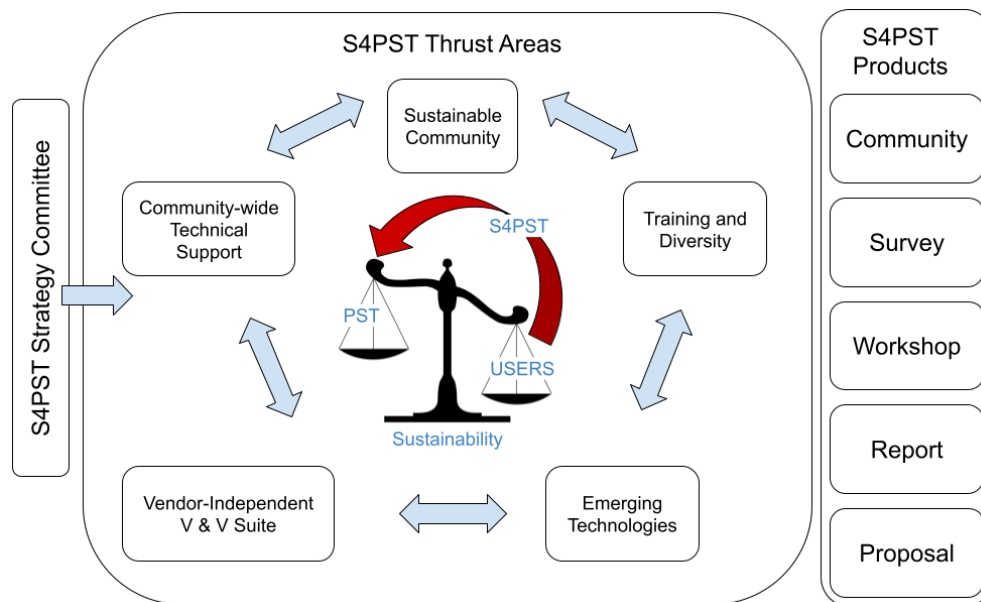 S4PST Strategy Committee
S4PST Thrust Areas
Sustainable
Community
Community-wide
Technical
Support
Training and
Diversity
S4PST
PST
USERS
Sustainability
Vendor-Independent
V & V Suite
Emerging
Technologies
S4PST
Products
Community
Survey
Workshop
Report
Proposal